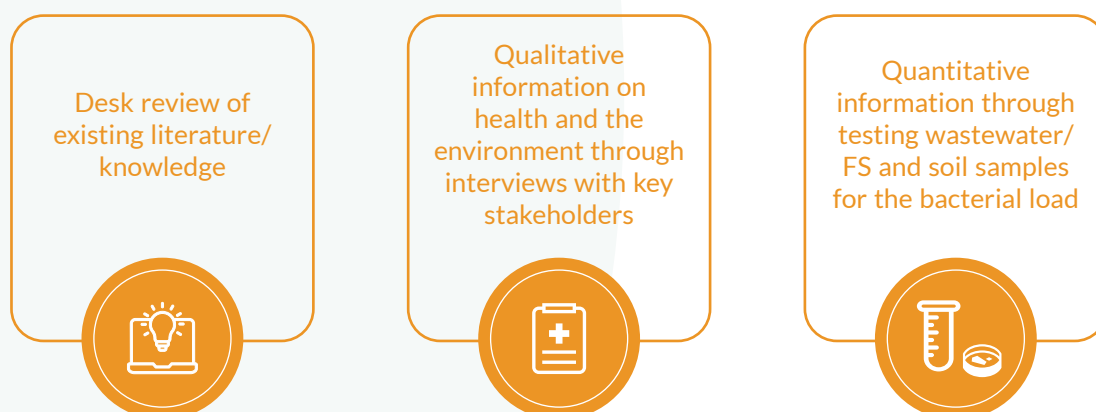 Desk review of
existing literature/
knowledge
Qualitative
information on
health and the
environment through
interviews with key
stakeholders
Quantitative
information through
testing wastewater/
FS and soil samples
for the bacterial load